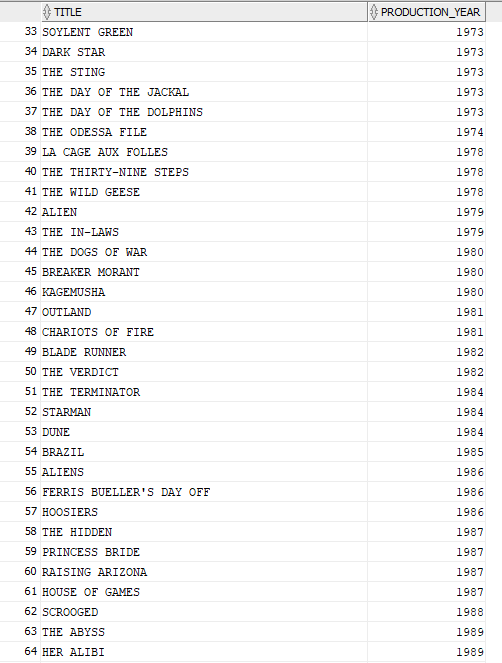 TITLE PRODUCTION_YEAR
33 SOYLENT GREEN 1973
34 DARK STAR 1973
35 THE STING 1973
36 THE DAY OF THE JACKAL 1973
37 THE DAY OF THE DOLPHINS 1973
38 THE ODESSA FILE 1974
39 LA CAGE AUX FOLLES 1978
40 THE THIRTY-NINE STEPS 1978
41 THE WILD GEESE 1978
42 ALIEN 1979
43 THE IN-LAWS 1979
44 THE DOGS OF WAR 1980
45 BREAKER MORANT 1980
46 KAGEMUSHA 1980
47 OUTLAND 1981
48 CHARIOTS OF FIRE 1981
49 BLADE RUNNER 1982
50 THE VERDICT 1982
51 THE TERMINATOR 1984
52 STARMAN 1984
53 DUNE 1984
54 BRAZIL 1985
55 ALIENS 1986
56 FERRIS BUELLER'S DAY OFF 1986
57 HOOSIERS 1986
58 THE HIDDEN 1987
59 PRINCESS BRIDE 1987
60 RAISING ARIZONA 1987
61 HOUSE OF GAMES 1987
62 SCROOGED 1988
63 THE ABYSS 1989
64 HER ALIBI 1989